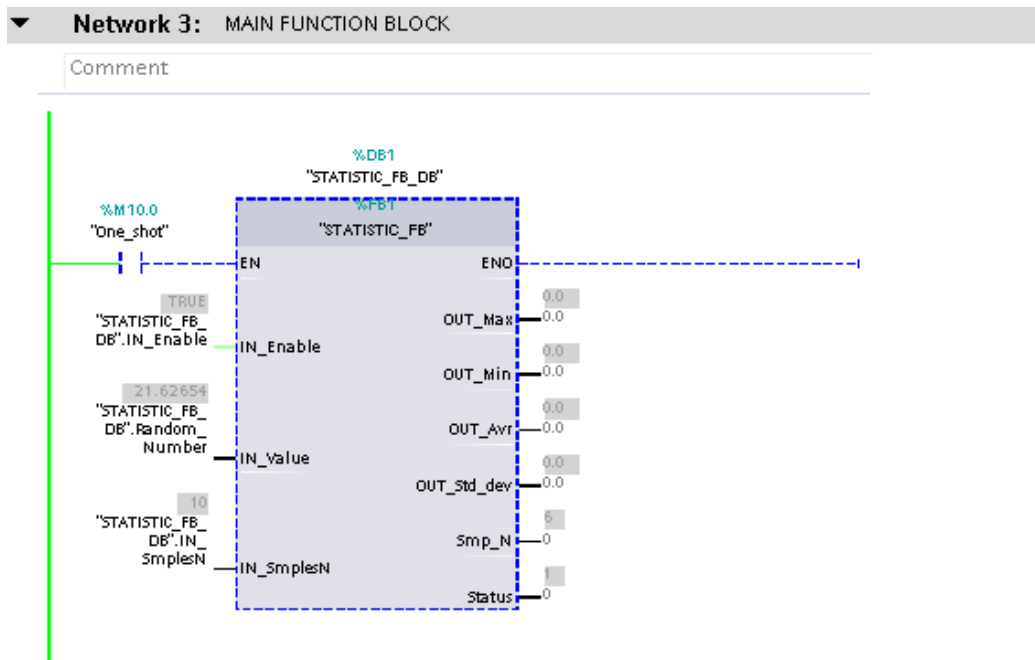 Network 3: MAIN FUNCTION BLOCK
Comment
%DB1
"STATISTIC_FB_DB"
%M10.0
"One_shot"
%FB1
"STATISTIC_FB"
EN
ENO
TRUE
"STATISTIC_FB_
DB".IN_Enable
IN_Enable
0.0
OUT_Max
0.0
21.62654
"STATISTIC_FB_
DB".Random_
Number
IN_Value
0.0
OUT_Min
0.0
0.0
OUT_Avr
0.0
0.0
OUT_Std_dev
0.0
10
"STATISTIC_FB_
DB".IN_
SmplesN
IN_SmplesN
6
Smp_N
0
1
Status
0